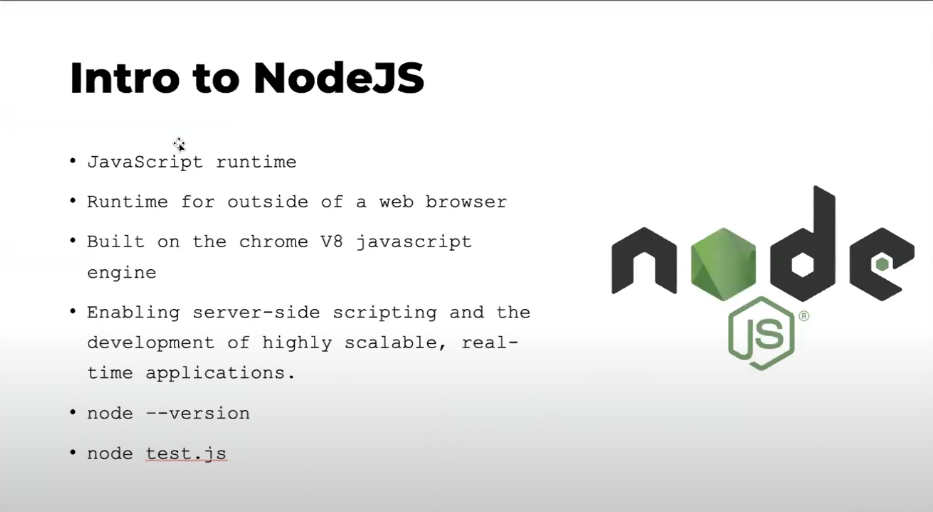 Intro to NodeJS
• JavaScript runtime
• Runtime for outside of a web browser
• Built on the chrome V8 javascript
engine
• Enabling server-side scripting and the
development of highly scalable, real-
time applications.
• node --version
• node test.js
node
JS®